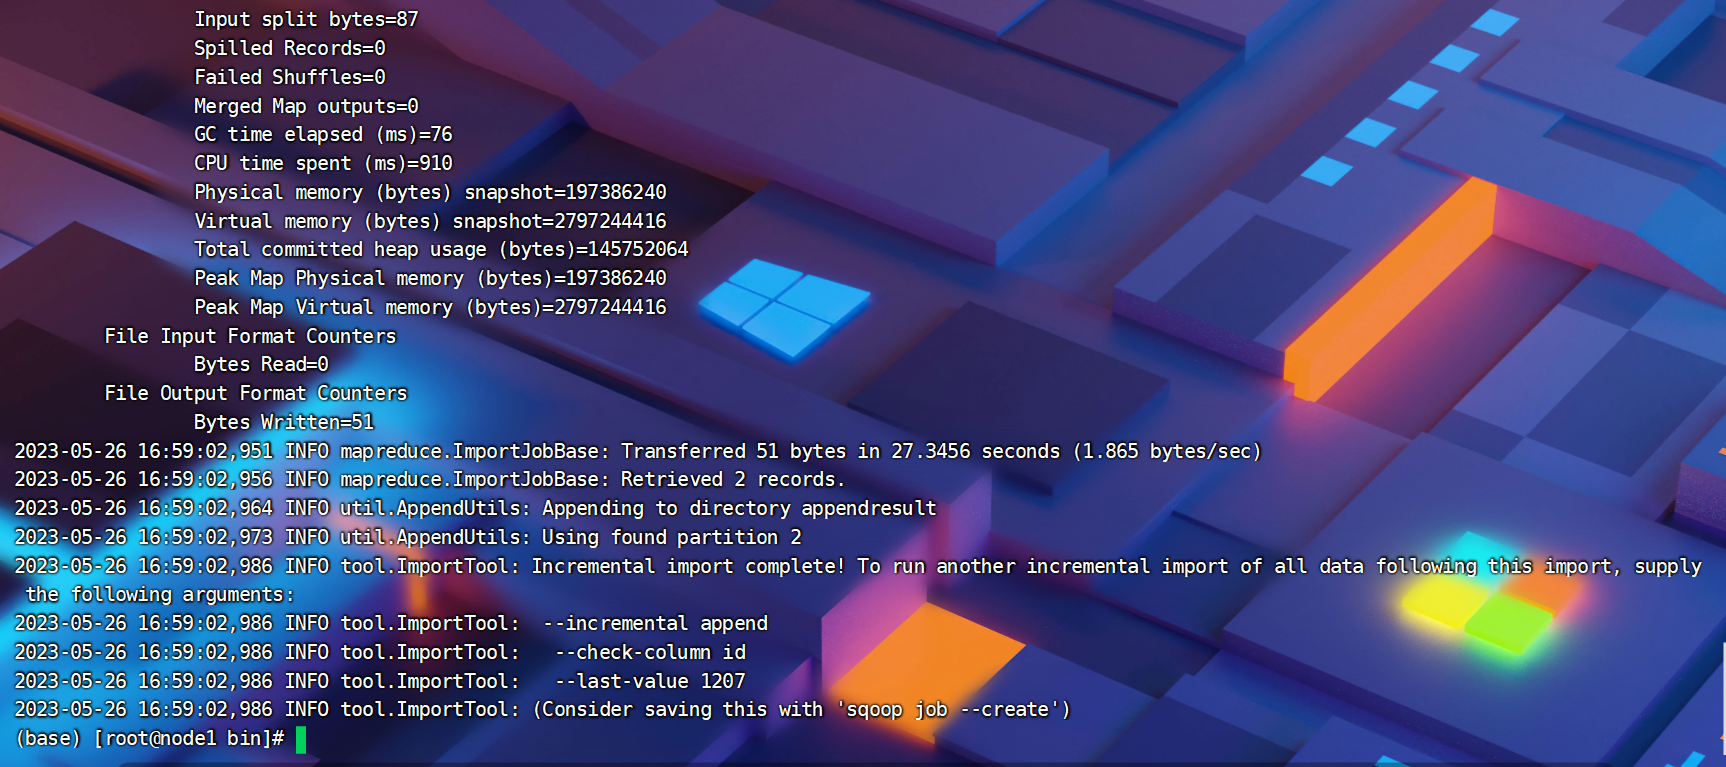 Input split bytes=87
Spilled Records=0
Failed Shuffles=0
Merged Map outputs=0
GC time elapsed (ms)=76
CPU time spent (ms)=910
Physical memory (bytes) snapshot=197386240
Virtual memory (bytes) snapshot=2797244416
Total committed heap usage (bytes)=145752064
Peak Map Physical memory (bytes)=197386240
Peak Map Virtual memory (bytes)=2797244416
File Input Format Counters
Bytes Read=0
File Output Format Counters
Bytes Written=51
2023-05-26 16:59:02,951 INFO mapreduce.ImportJobBase: Transferred 51 bytes in 27.3456 seconds (1.865 bytes/sec)
2023-05-26 16:59:02,956 INFO mapreduce.ImportJobBase: Retrieved 2 records.
2023-05-26 16:59:02,964 INFO util.AppendUtils: Appending to directory appendresult
2023-05-26 16:59:02,973 INFO util.AppendUtils: Using found partition 2
2023-05-26 16:59:02,986 INFO tool.ImportTool: Incremental import complete! To run another incremental import of all data following this import, supply
the following arguments:
2023-05-26 16:59:02,986 INFO tool.ImportTool:  --incremental append
2023-05-26 16:59:02,986 INFO tool.ImportTool:   --check-column id
2023-05-26 16:59:02,986 INFO tool.ImportTool:   --last-value 1207
2023-05-26 16:59:02,986 INFO tool.ImportTool: (Consider saving this with 'sqoop job --create')
(base) [root@node1 bin]#